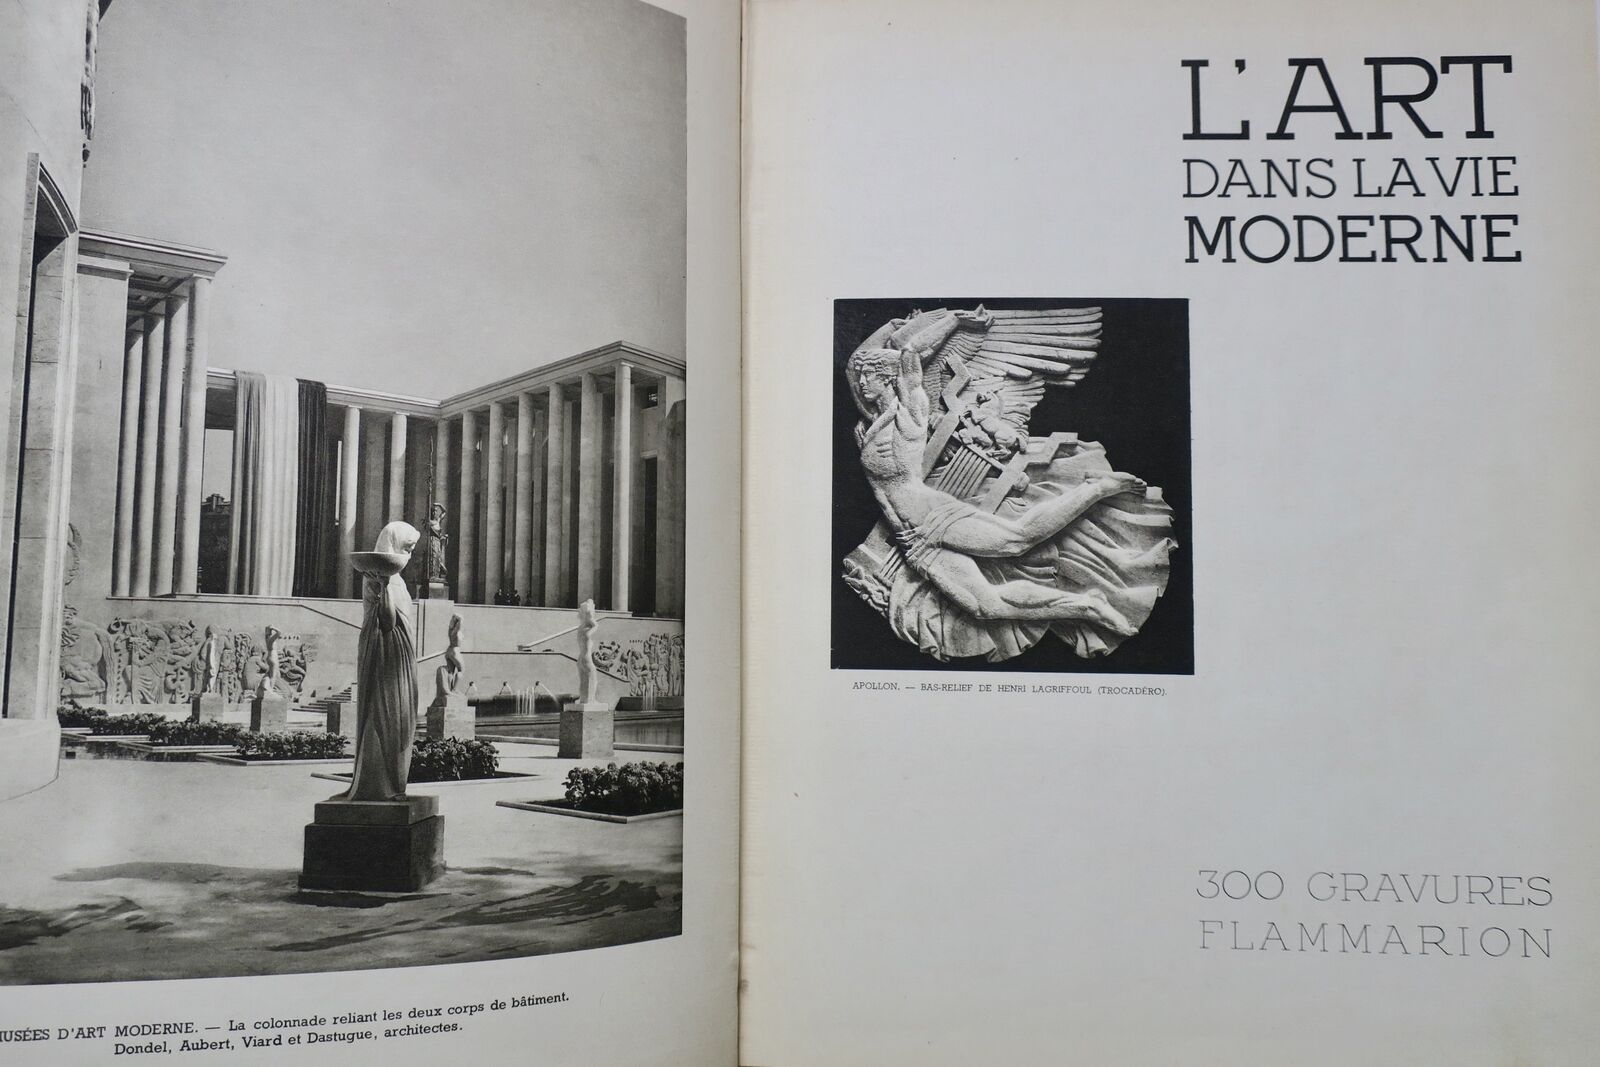 MUSÉES D'ART MODERNE. — La colonnade reliant les deux corps de bâtiment.
Dondel, Aubert, Viard et Dastugue, architectes.
L'ART
DANS LA VIE
MODERNE
APOLLON. — BAS-RELIEF DE HENRI LAGRIFFOUL (TROCADÉRO).
300 GRAVURES
FLAMMARION